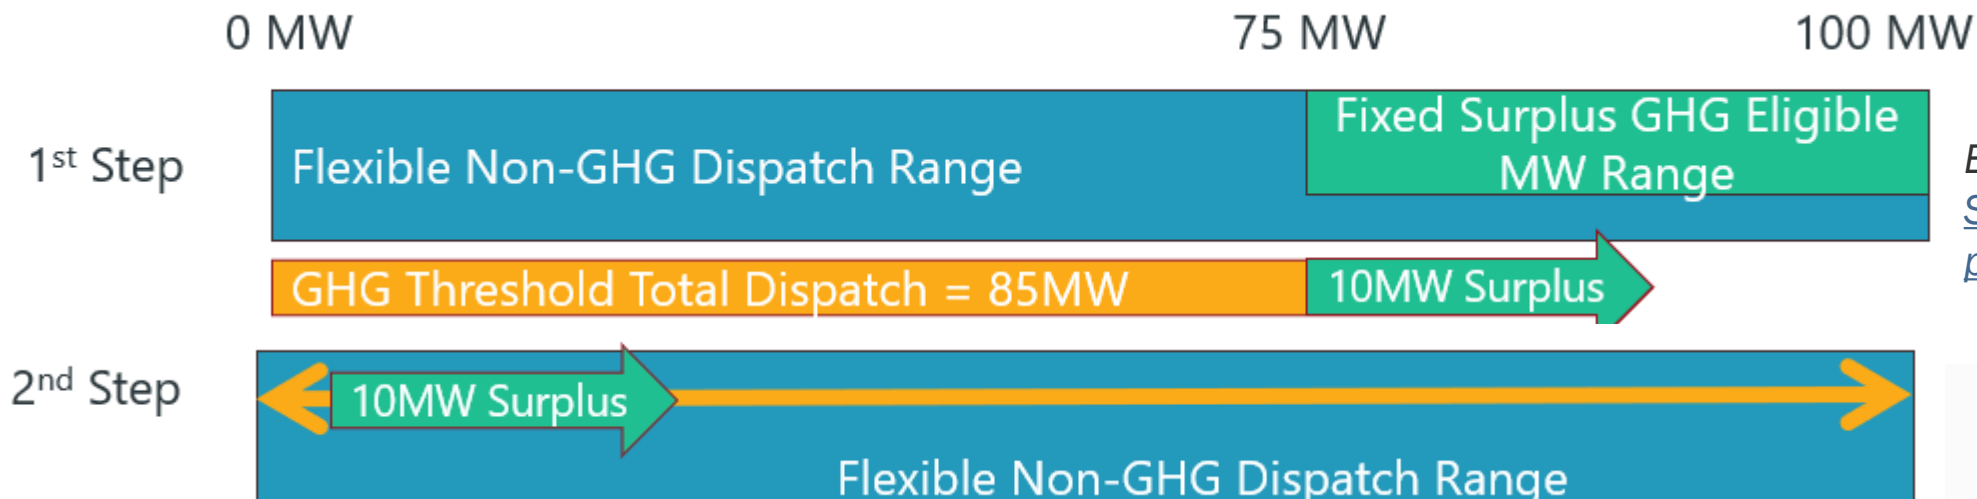 0 MW 75 MW 100 MW
Fixed Surplus GHG Eligible
MW Range
1st Step
Flexible Non-GHG Dispatch Range
GHG Threshold Total Dispatch = 85MW
10MW Surplus
2nd Step
10MW Surplus
Flexible Non-GHG Dispatch Range